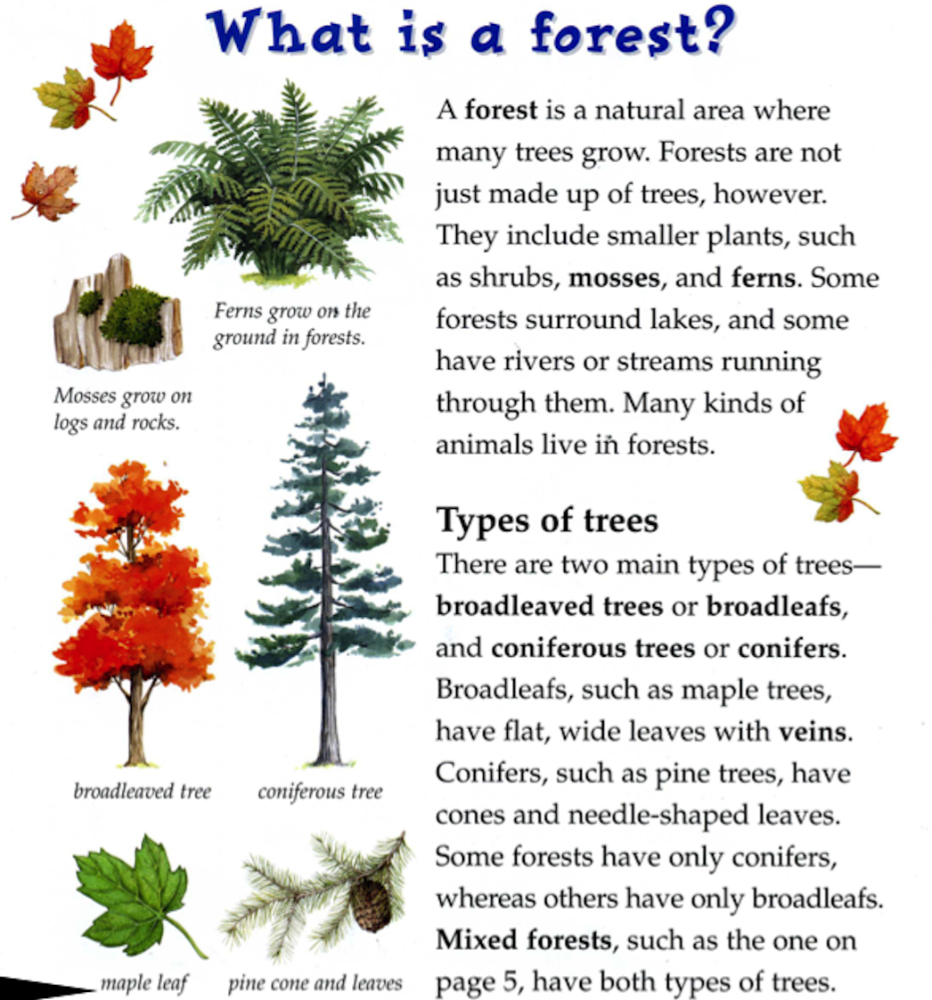 What is a forest?
A forest is a natural area where
many trees grow. Forests are not
just made up of trees, however.
They include smaller plants, such
as shrubs, mosses, and ferns. Some
forests surround lakes, and some
have rivers or streams running
through them. Many kinds of
animals live in forests.
Ferns grow on the
ground in forests.
Mosses grow on
logs and rocks.
Types of trees
There are two main types of trees—
broadleaved trees or broadleafs,
and coniferous trees or conifers.
Broadleafs, such as maple trees,
have flat, wide leaves with veins.
Conifers, such as pine trees, have
cones and needle-shaped leaves.
Some forests have only conifers,
whereas others have only broadleafs.
Mixed forests, such as the one on
page 5, have both types of trees.
broadleaved tree
coniferous tree
maple leaf
pine cone and leaves